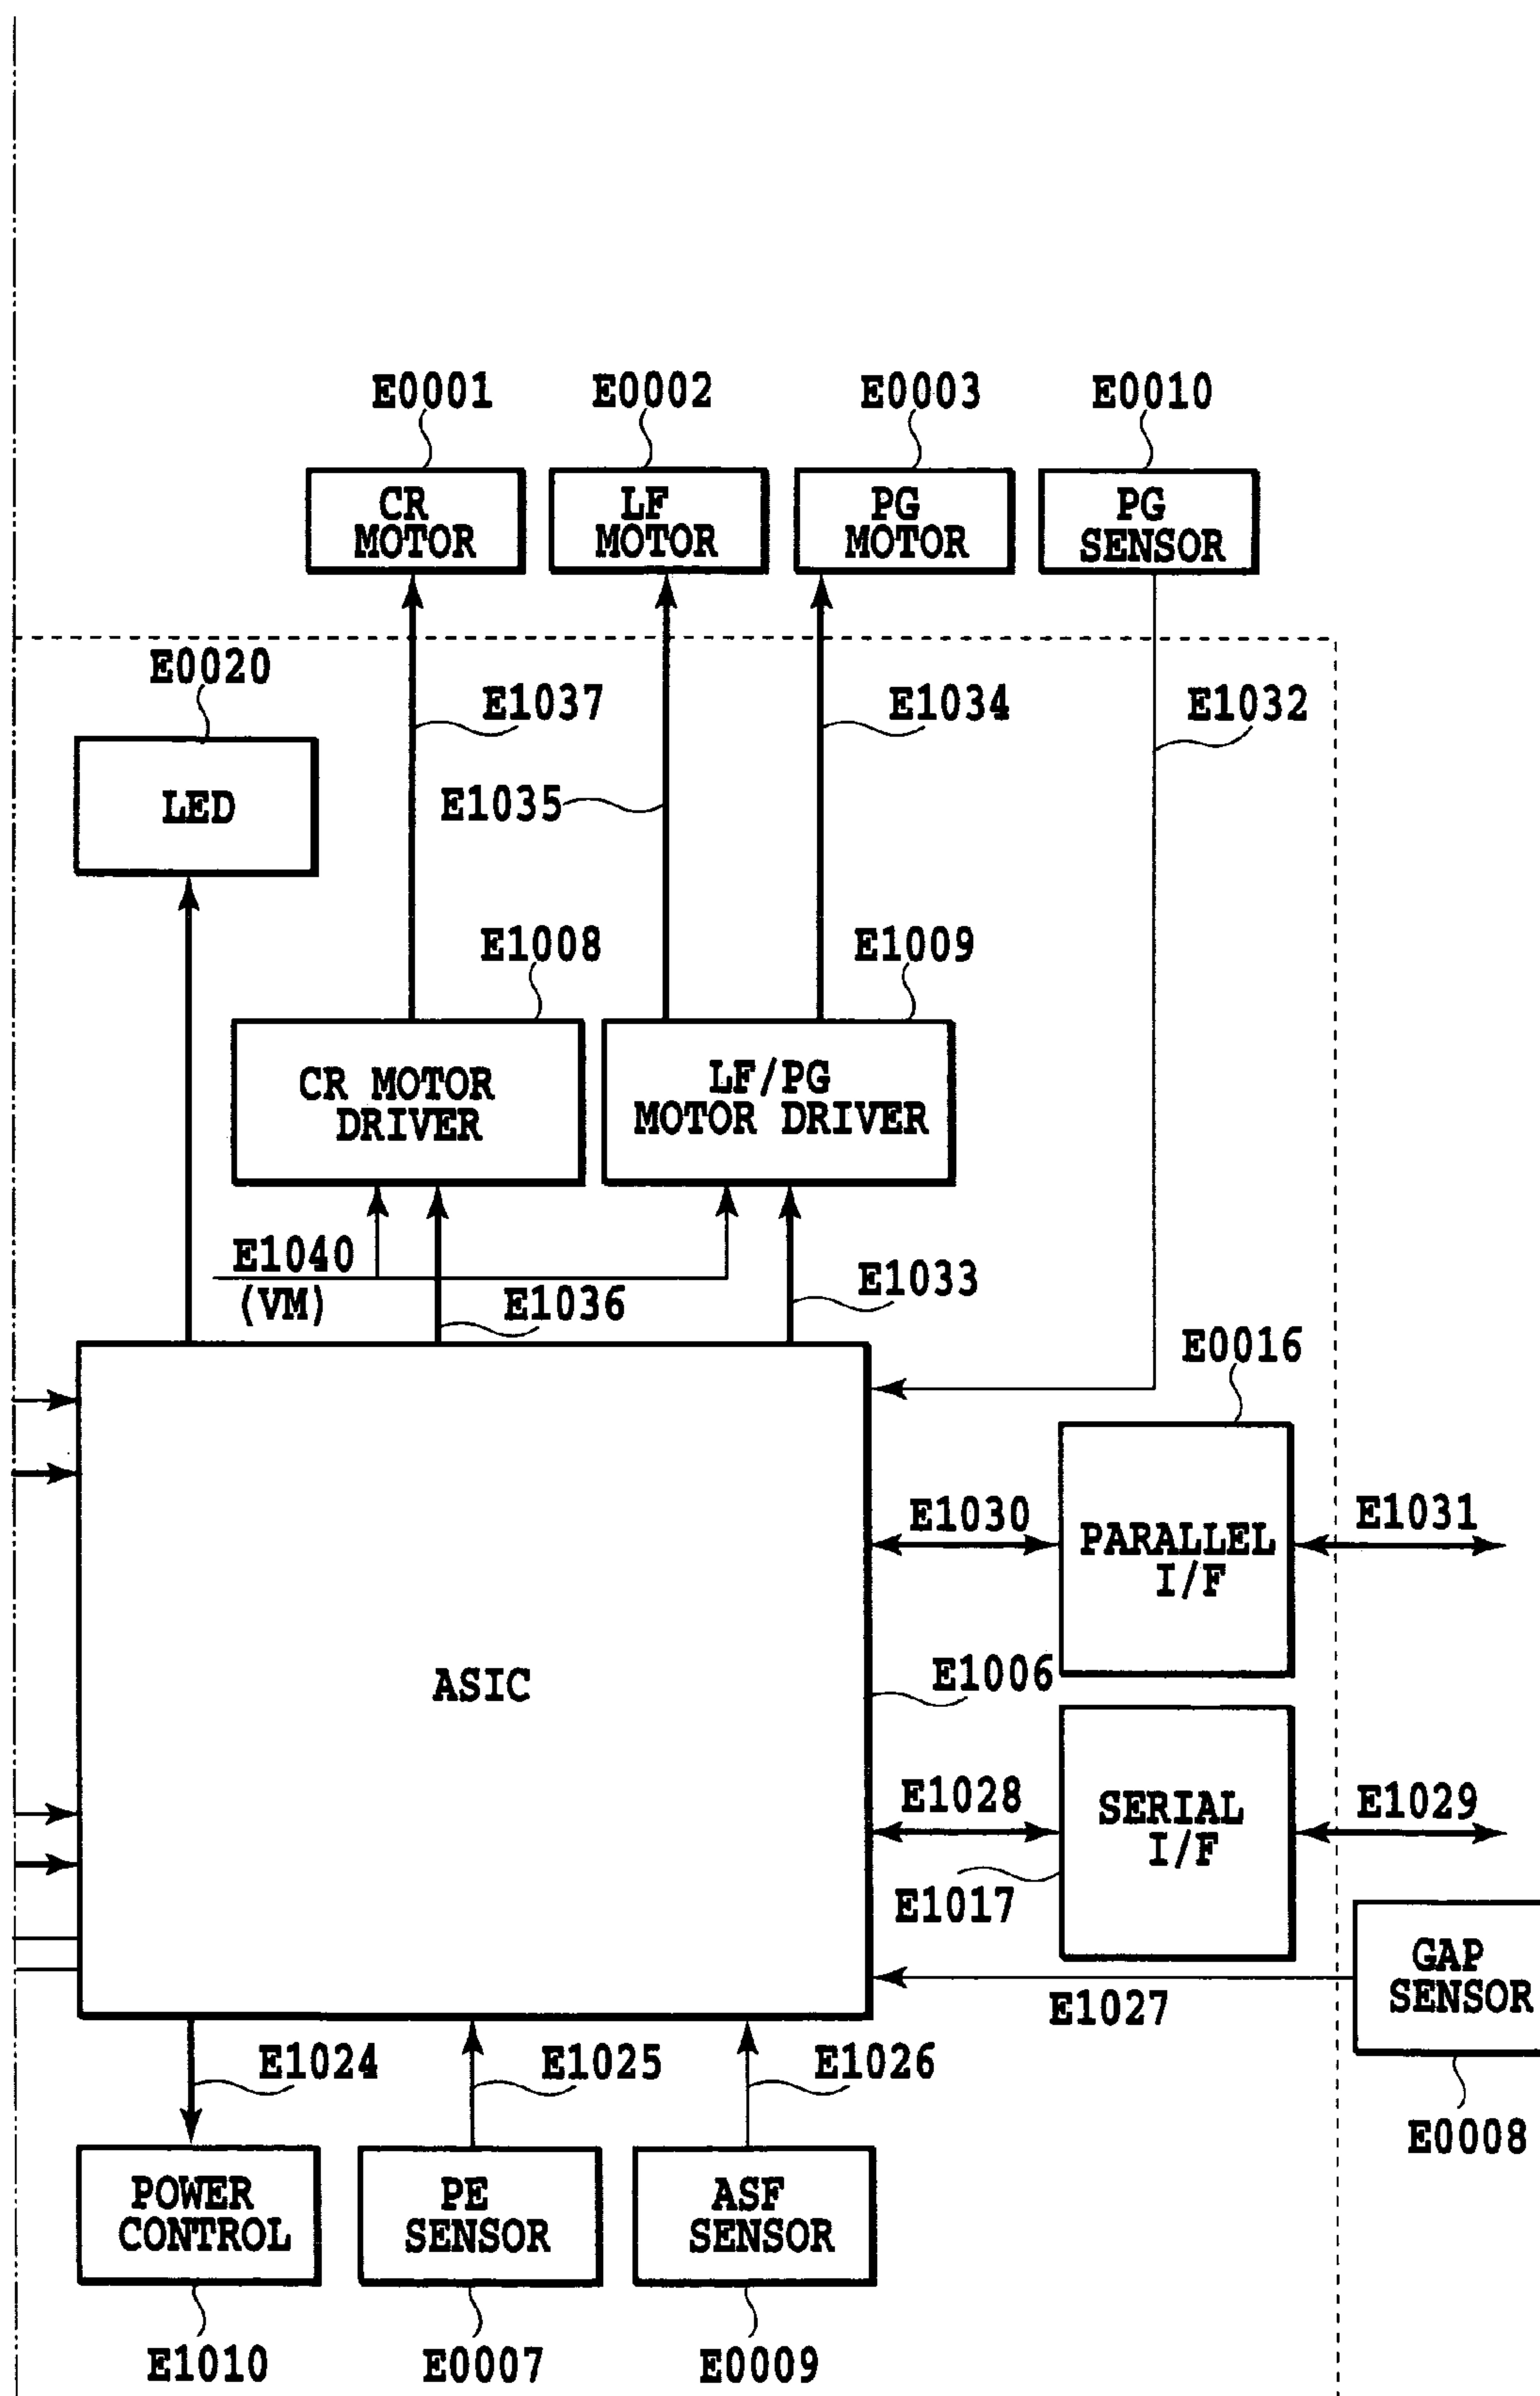 E0001
E0002
E0003
E0010
CR
MOTOR
LF
MOTOR
PG
MOTOR
PG
SENSOR
E0020
E1037
E1034
E1032
LED
E1035
E1008
E1009
CR MOTOR
DRIVER
LF/PG
MOTOR DRIVER
E1040
(VM)
E1036
E1033
E0016
E1030
PARALLEL
I/F
E1031
ASIC
E1006
E1028
SERIAL
I/F
E1029
E1017
GAP
SENSOR
E1027
E0008
E1024
E1025
E1026
POWER
CONTROL
PE
SENSOR
ASF
SENSOR
E1010
E0007
E0009